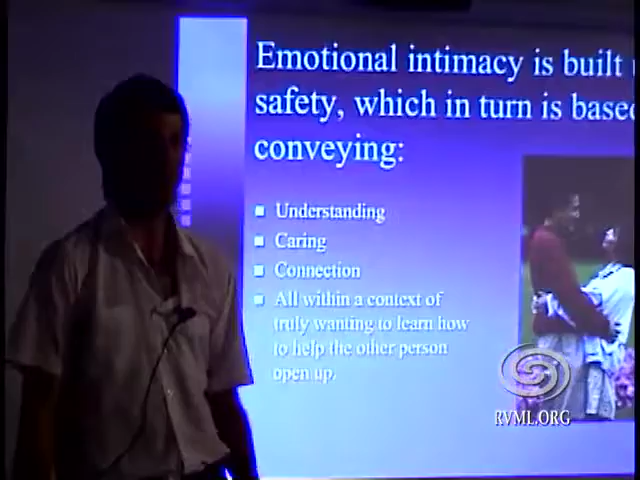 Emotional intimacy is built
safety, which in turn is based
conveying:
Understanding
Caring
Connection
All within a context of
truly wanting to learn how
to help the other person
open up.
RVML.ORG